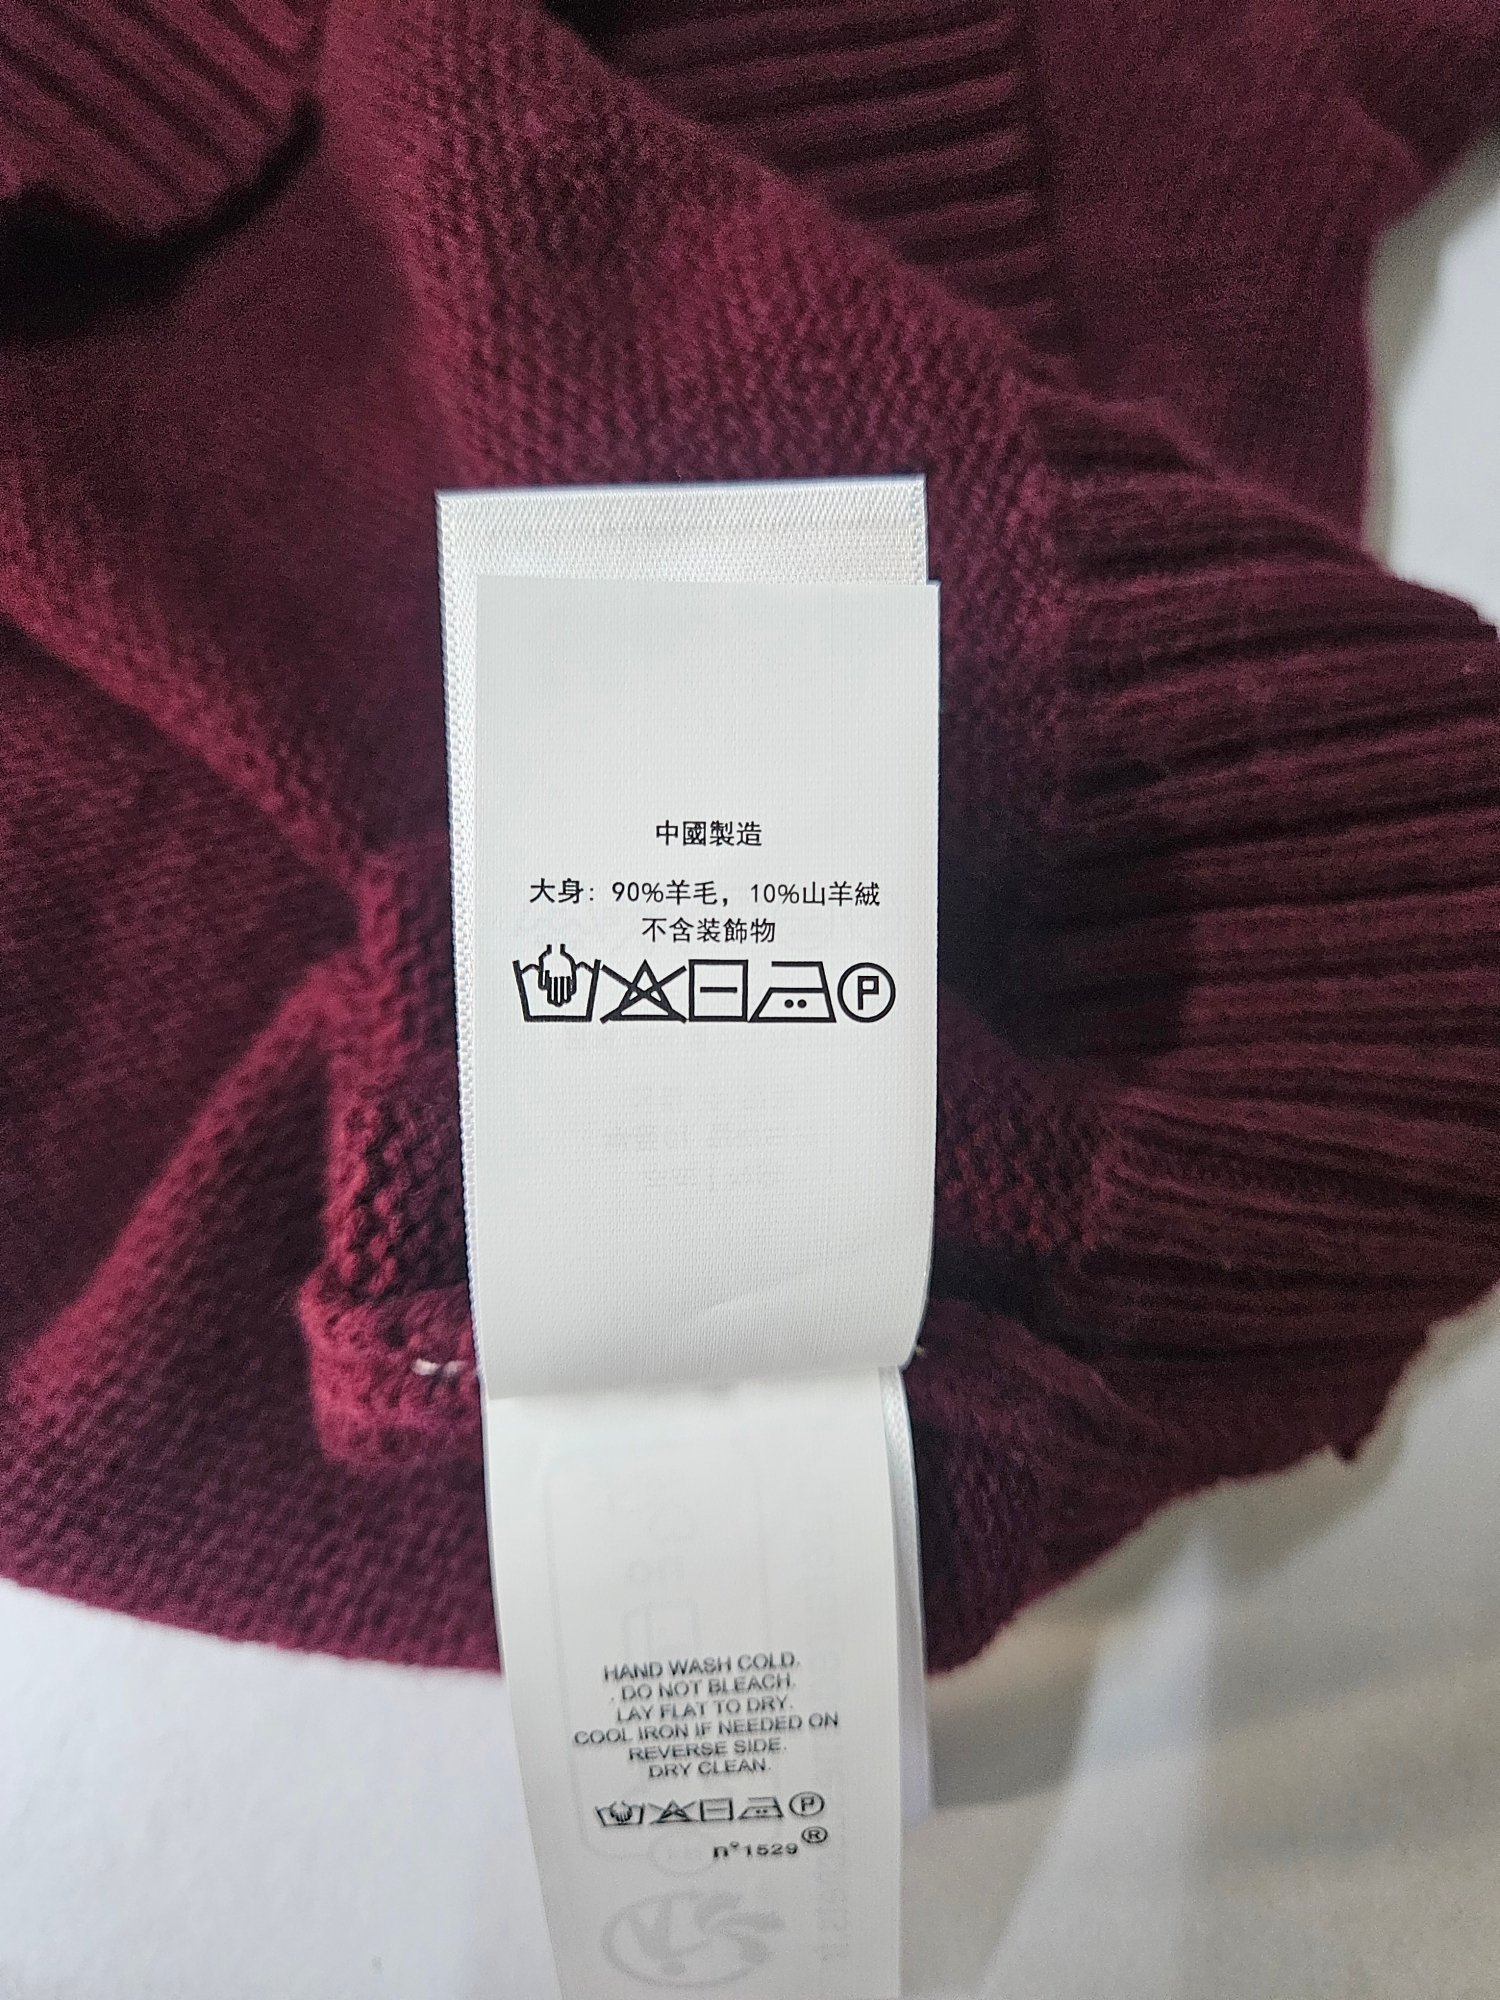 中國製造
大身: 90%羊毛, 10%山羊絨
不含装飾物
P
HAND WASH COLD.
. DO NOT BLEACH.
LAY FLAT TO DRY.
COOL IRON IF NEEDED ON
REVERSE SIDE.
DRY CLEAN.
P
n°1529®